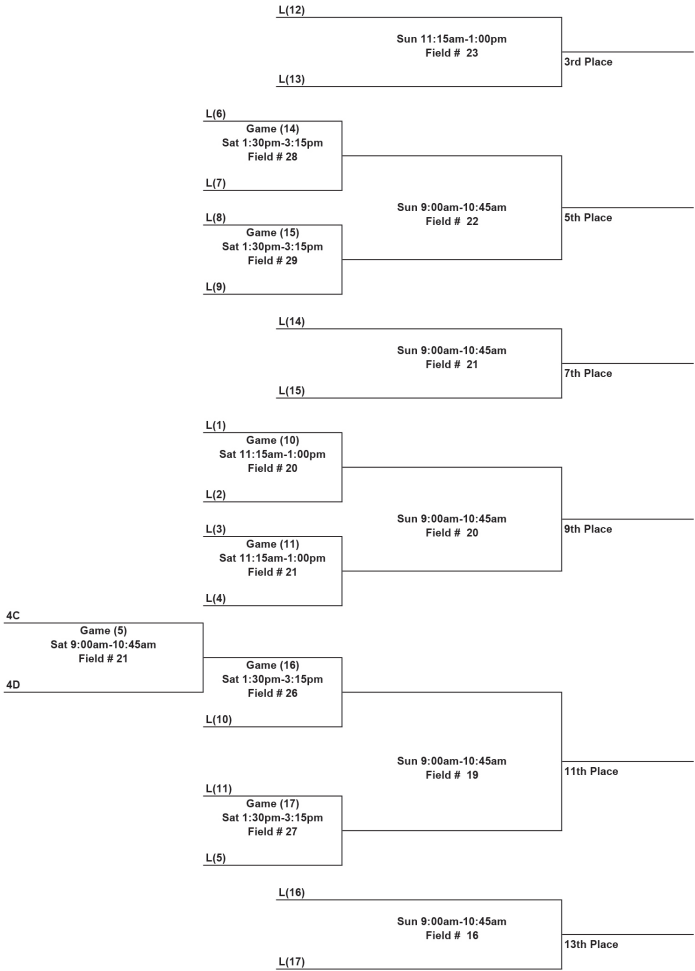 L(12)
Sun 11:15am-1:00pm
Field # 23
3rd Place
L(13)
L(6)
Game (14)
Sat 1:30pm-3:15pm
Field # 28
L(7)
Sun 9:00am-10:45am
Field # 22
5th Place
L(8)
Game (15)
Sat 1:30pm-3:15pm
Field # 29
L(9)
L(14)
Sun 9:00am-10:45am
Field # 21
7th Place
L(15)
L(1)
Game (10)
Sat 11:15am-1:00pm
Field # 20
L(2)
Sun 9:00am-10:45am
Field # 20
9th Place
L(3)
Game (11)
Sat 11:15am-1:00pm
Field # 21
L(4)
4C
Game (5)
Sat 9:00am-10:45am
Field # 21
4D
Game (16)
Sat 1:30pm-3:15pm
Field # 26
L(10)
Sun 9:00am-10:45am
Field # 19
11th Place
L(11)
Game (17)
Sat 1:30pm-3:15pm
Field # 27
L(5)
L(16)
Sun 9:00am-10:45am
Field # 16
13th Place
L(17)